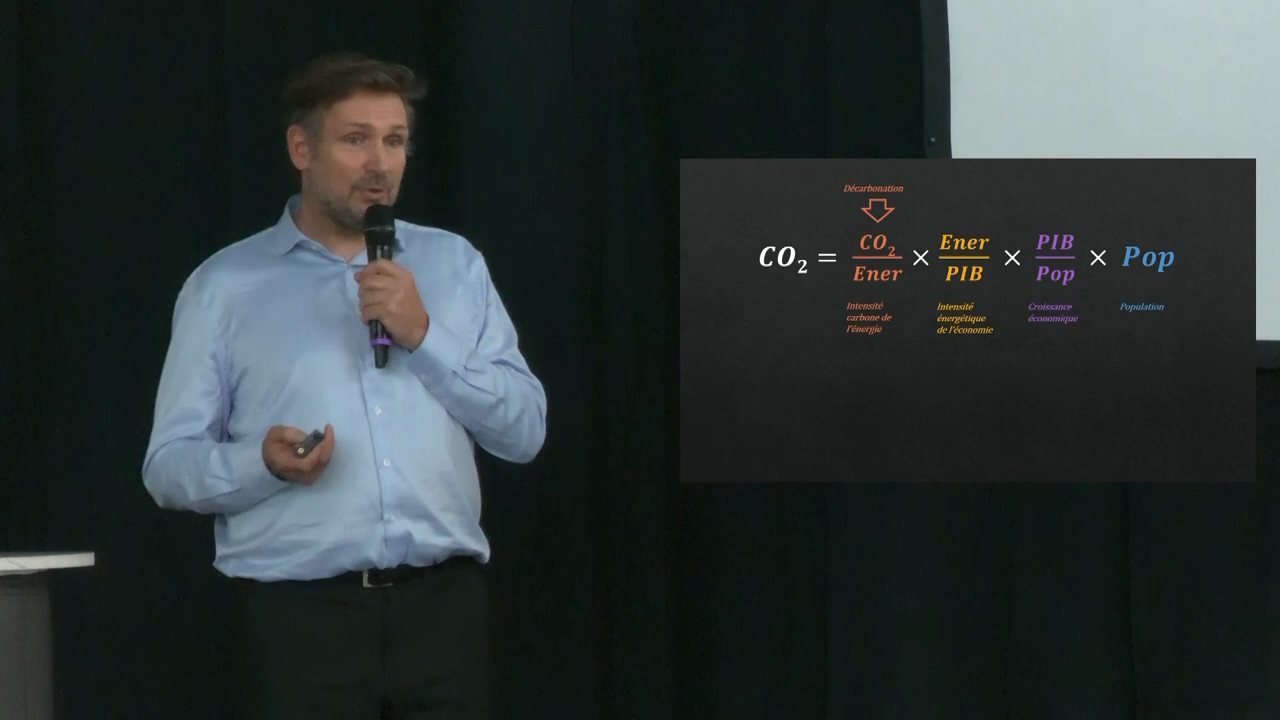 Décarbonation
CO₂ = CO₂/Ener × Ener/PIB × PIB/Pop × Pop
Intensité
carbone de
l'énergie
Intensité
énergétique
de l'économie
Croissance
économique
Population